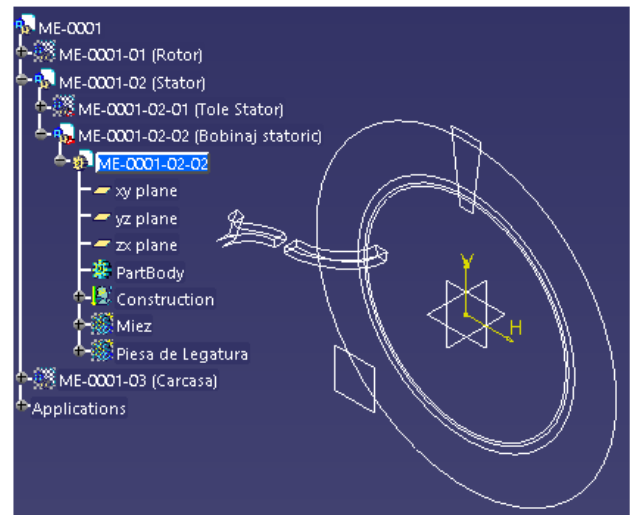 ME-0001
ME-0001-01 (Rotor)
ME-0001-02 (Stator)
ME-0001-02-01 (Tole Stator)
ME-0001-02-02 (Bobinaj statoric)
ME-0001-02-02
xy plane
yz plane
zx plane
PartBody
Construction
Miez
Piesa de Legatura
ME-0001-03 (Carcasa)
Applications
V
H